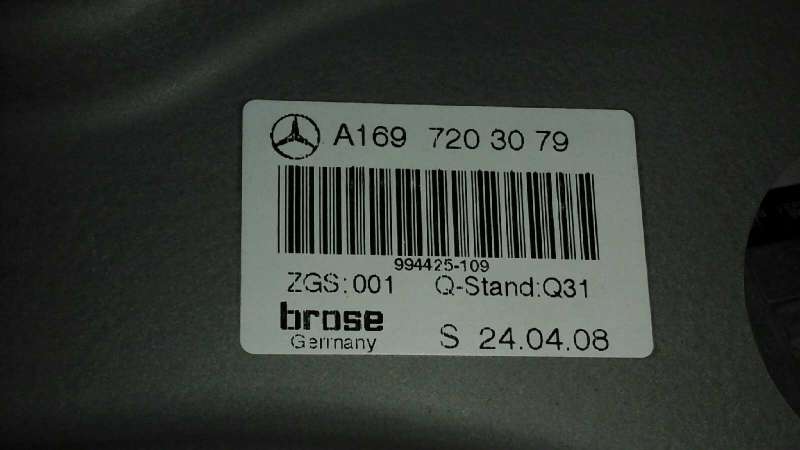 A169 720 30 79
994425-109
ZGS:001 Q-Stand:Q31
brose
Germany S 24.04.08